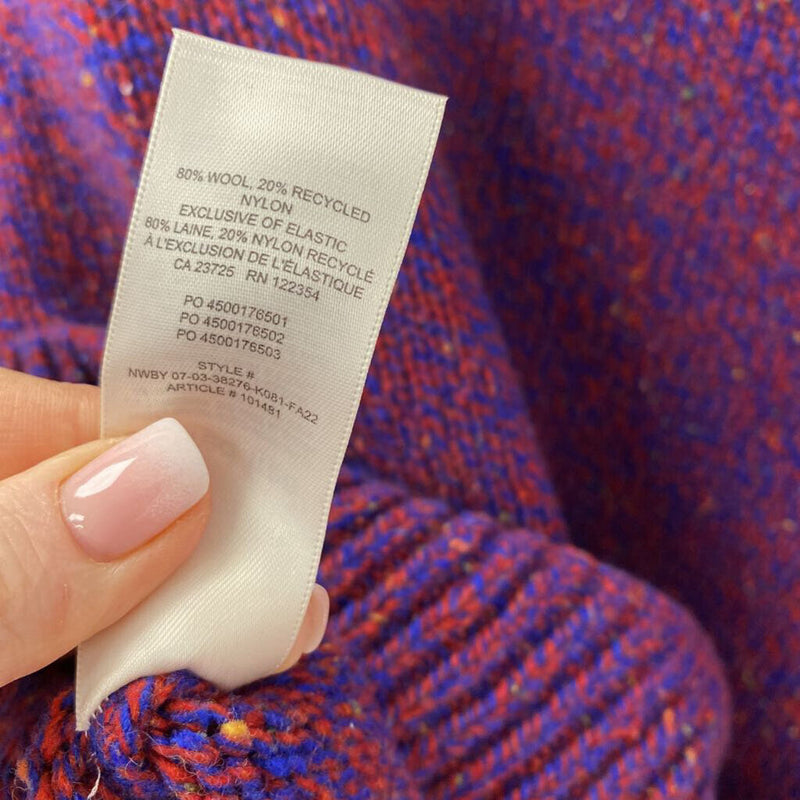 80% WOOL, 20% RECYCLED
NYLON
EXCLUSIVE OF ELASTIC
80% LAINE, 20% NYLON RECYCLÉ
À L'EXCLUSION DE L'ÉLASTIQUE
CA 23725 RN 122354
PO 4500176501
PO 4500176502
PO 4500176503
STYLE #
NWBY 07-03-38276-K081-FA22
ARTICLE # 101481